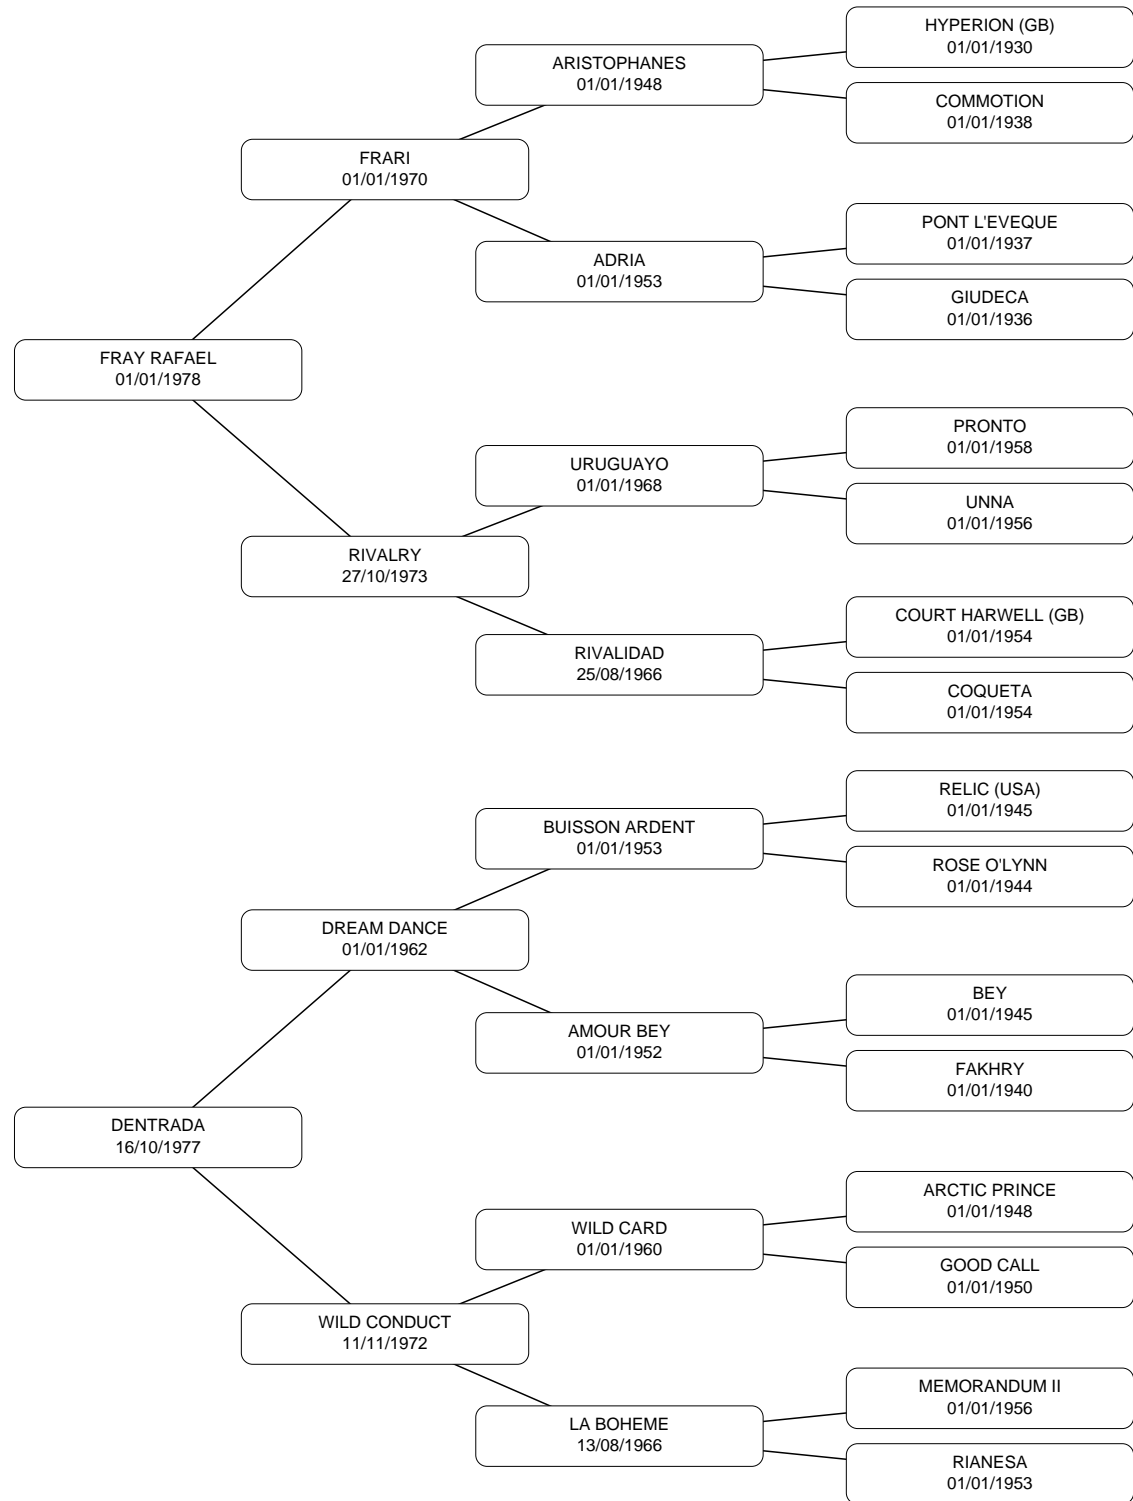 HYPERION (GB)
01/01/1930
ARISTOPHANES
01/01/1948
COMMOTION
01/01/1938
FRARI
01/01/1970
PONT L'EVEQUE
01/01/1937
ADRIA
01/01/1953
GIUDECA
01/01/1936
FRAY RAFAEL
01/01/1978
PRONTO
01/01/1958
URUGUAYO
01/01/1968
UNNA
01/01/1956
RIVALRY
27/10/1973
COURT HARWELL (GB)
01/01/1954
RIVALIDAD
25/08/1966
COQUETA
01/01/1954
RELIC (USA)
01/01/1945
BUISSON ARDENT
01/01/1953
ROSE O'LYNN
01/01/1944
DREAM DANCE
01/01/1962
BEY
01/01/1945
AMOUR BEY
01/01/1952
FAKHRY
01/01/1940
DENTRADA
16/10/1977
ARCTIC PRINCE
01/01/1948
WILD CARD
01/01/1960
GOOD CALL
01/01/1950
WILD CONDUCT
11/11/1972
MEMORANDUM II
01/01/1956
LA BOHEME
13/08/1966
RIANESA
01/01/1953